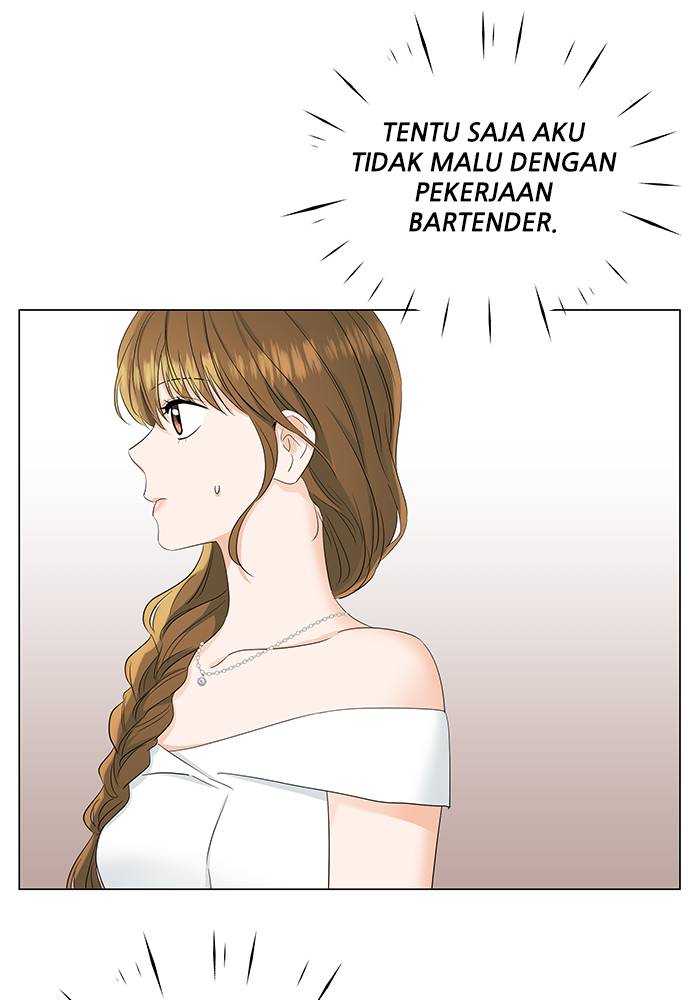 TENTU SAJA AKU
TIDAK MALU DENGAN
PEKERJAAN
BARTENDER.